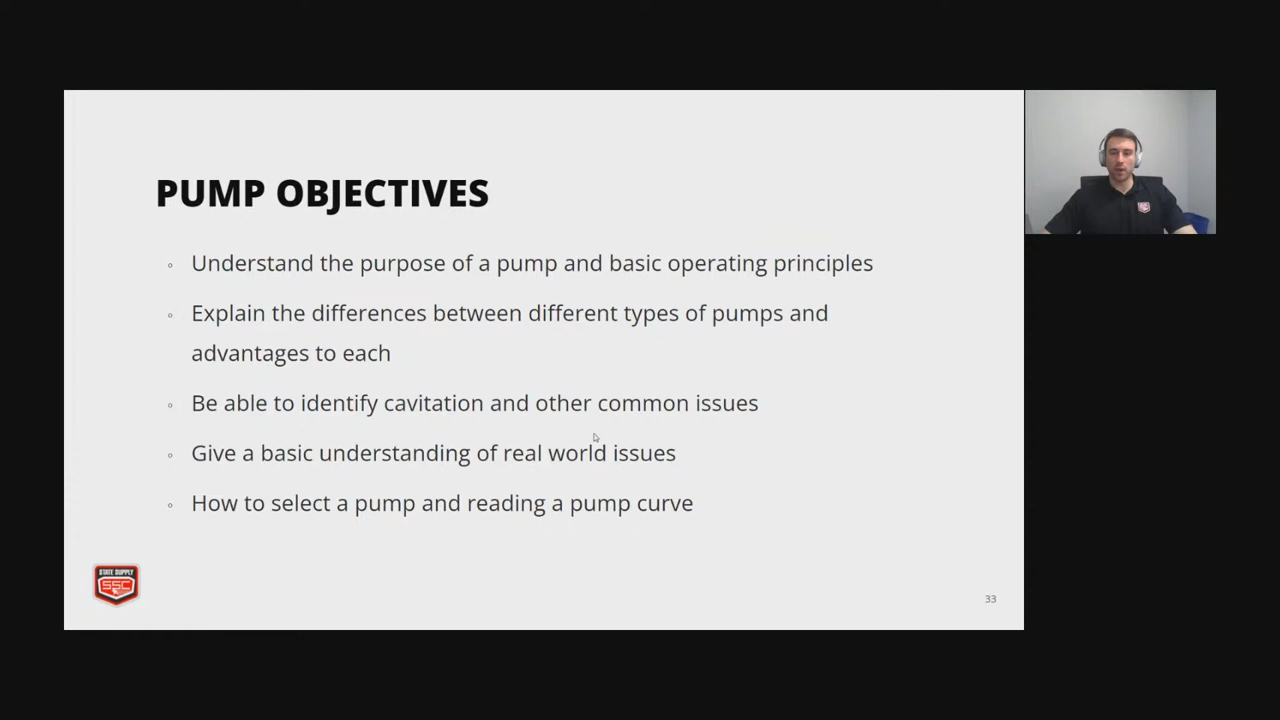 PUMP OBJECTIVES
Understand the purpose of a pump and basic operating principles
Explain the differences between different types of pumps and
advantages to each
Be able to identify cavitation and other common issues
Give a basic understanding of real world issues
How to select a pump and reading a pump curve
STATE SUPPLY
SSC
33